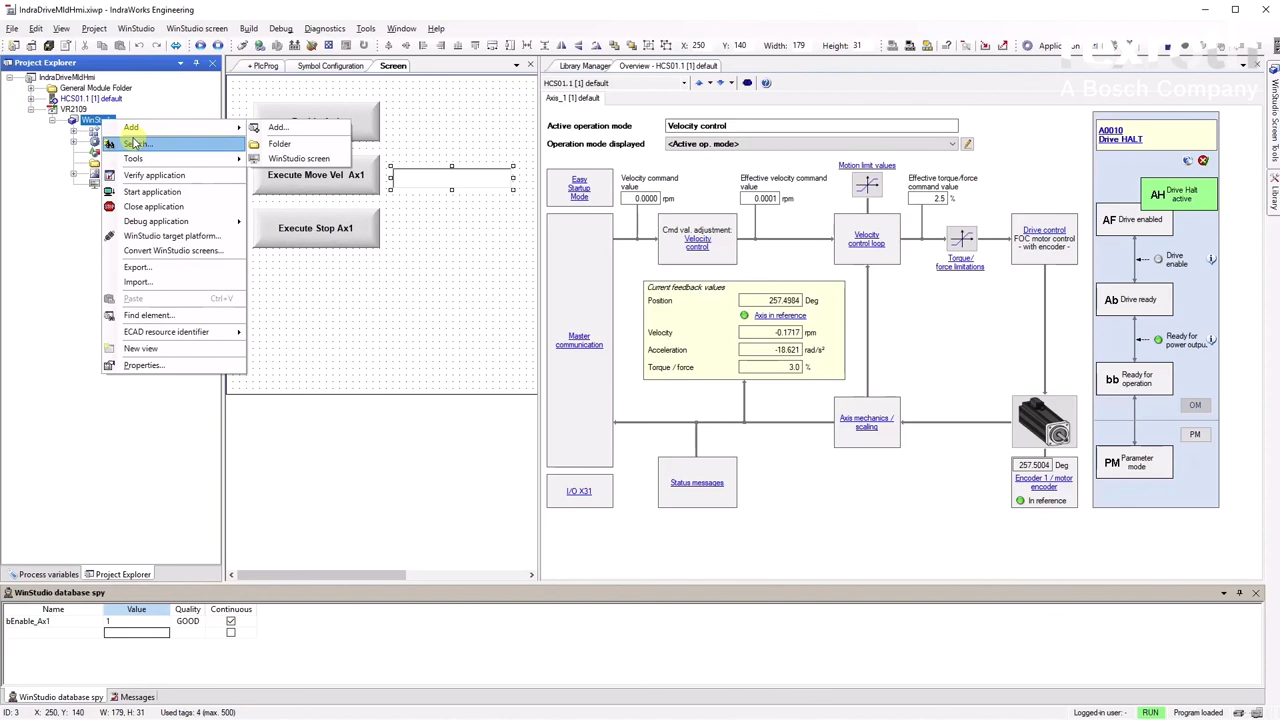 IndraDriveMldHmi.xiwp - IndraWorks Engineering
File Edit View Project WinStudio WinStudio screen Build Debug Diagnostics Tools Window Help
X: 250 Y: 140 Width: 179 Height: 31
A Bosch Company
Project Explorer
IndraDriveMldHmi
General Module Folder
HCS01.1 [1] default
VR2109
Add
Add...
Folder
Tools
WinStudio screen
Verify application
Start application
Close application
Debug application
WinStudio target platform...
Convert WinStudio screens...
Export...
Import...
Paste Ctrl+V
Find element...
ECAD resource identifier
New view
Properties...
Process variables Project Explorer
+ PlcProg Symbol Configuration Screen
Execute Move Vel Ax1
Execute Stop Ax1
Library Manager Overview - HCS01.1 [1] default
HCS01.1 [1] default
Axis_1 [1] default
Active operation mode Velocity control
Operation mode displayed <Active op. mode>
Easy
Startup
Mode
Velocity command
value
0.0000 rpm
Effective velocity command
value
0.0001 rpm
Motion limit values
Effective torque/force
command value
2.5 %
Cmd val. adjustment:
Velocity
control
Velocity
control loop
Torque/
force limitations
Drive control
FOC motor control
- with encoder -
Current feedback values
Position 257.4984 Deg
Axis in reference
Velocity -0.1717 rpm
Acceleration -18.621 rad/s²
Torque / force 3.0 %
Master
communication
Axis mechanics /
scaling
I/O X31
Status messages
257.5004 Deg
Encoder 1 / motor
encoder
In reference
A0010
Drive HALT
AH Drive Halt
active
AF Drive enabled
Drive
enable
Ab Drive ready
Ready for
power outpu
bb Ready for
operation
OM
PM
PM Parameter
mode
WinStudio Screen Tools
Library
WinStudio database spy
Name Value Quality Continuous
bEnable_Ax1 1 GOOD
WinStudio database spy Messages
ID: 3 X: 250, Y: 140 W: 179, H: 31 Used tags: 4 (max. 500) Logged-in user: - RUN Program loaded